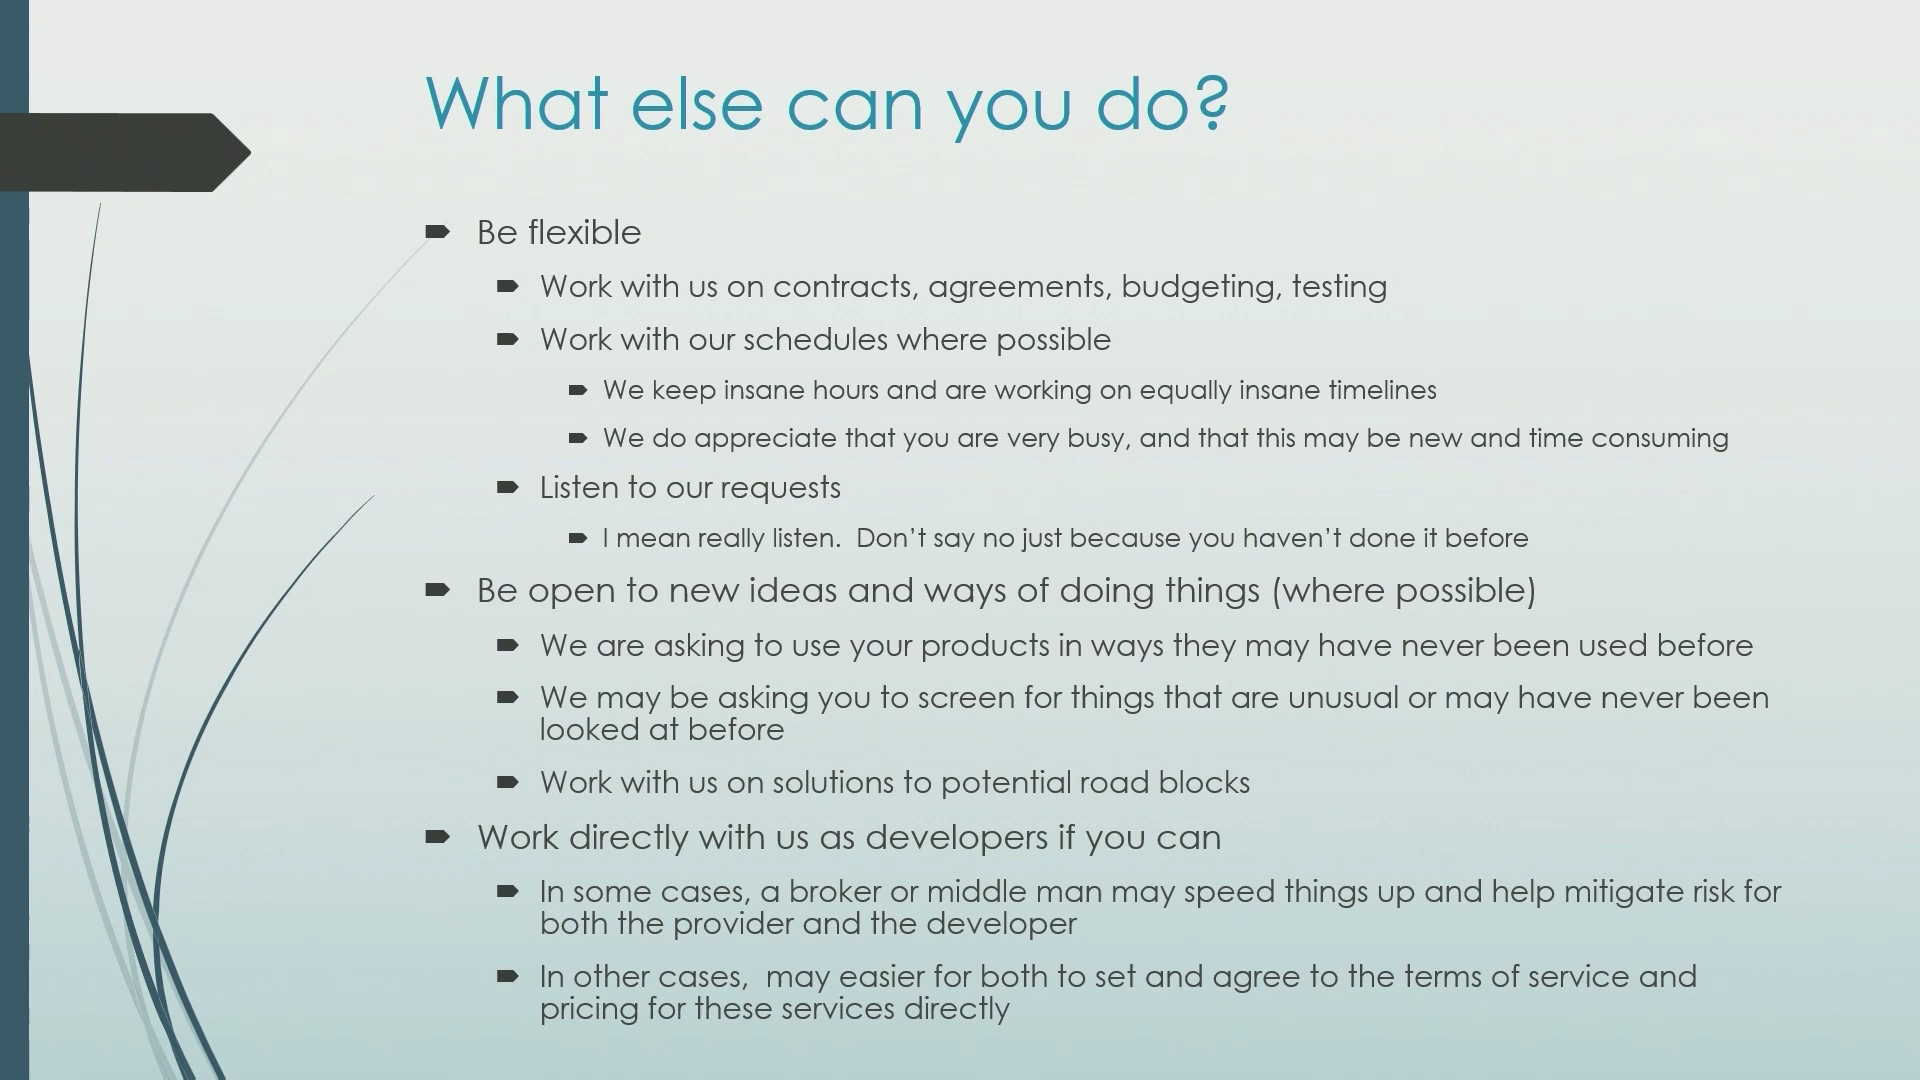 What else can you do?
Be flexible
Work with us on contracts, agreements, budgeting, testing
Work with our schedules where possible
We keep insane hours and are working on equally insane timelines
We do appreciate that you are very busy, and that this may be new and time consuming
Listen to our requests
I mean really listen.  Don’t say no just because you haven’t done it before
Be open to new ideas and ways of doing things (where possible)
We are asking to use your products in ways they may have never been used before
We may be asking you to screen for things that are unusual or may have never been
looked at before
Work with us on solutions to potential road blocks
Work directly with us as developers if you can
In some cases, a broker or middle man may speed things up and help mitigate risk for
both the provider and the developer
In other cases,  may easier for both to set and agree to the terms of service and
pricing for these services directly